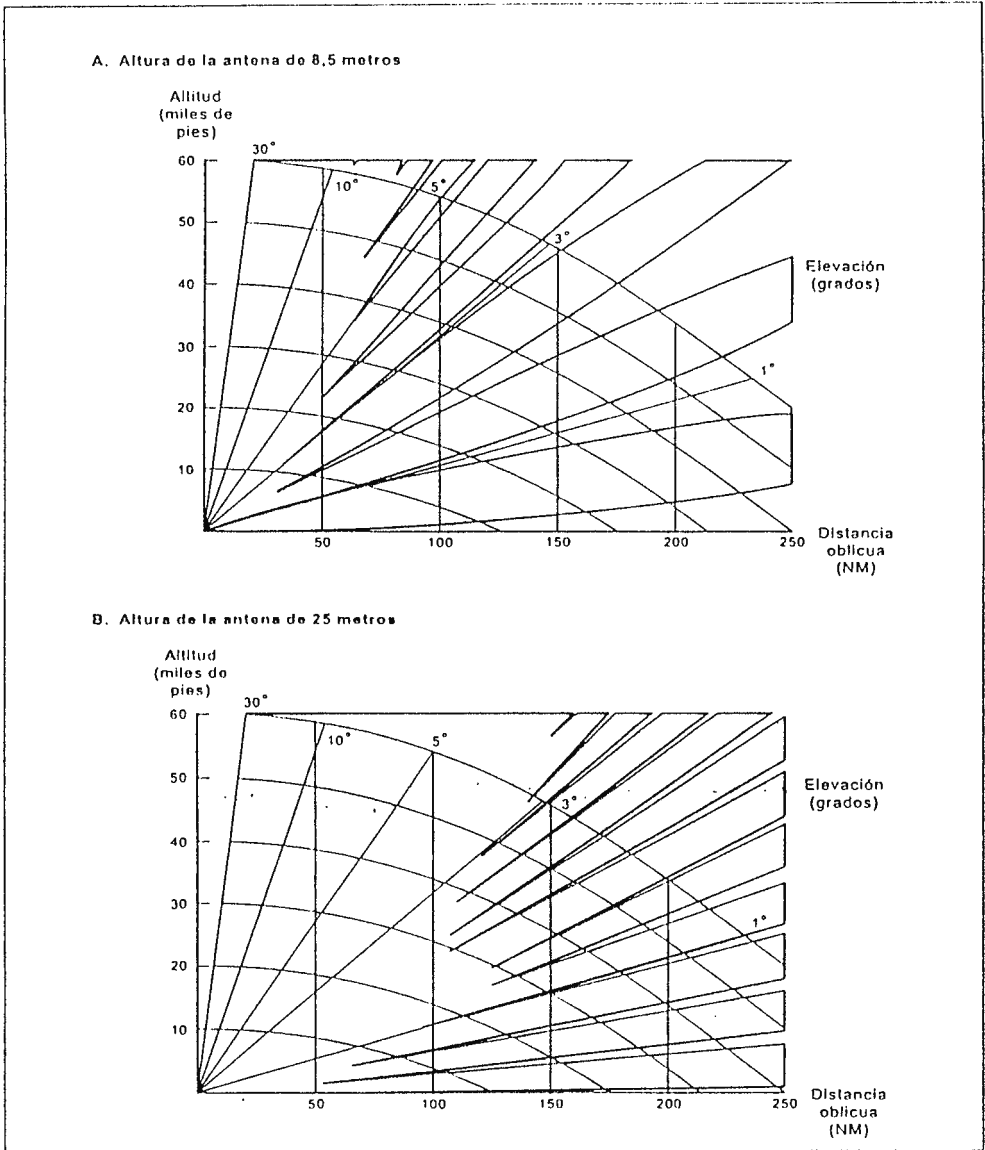 A. Altura de la antena de 8,5 metros
Altitud
(miles de
pies)
30°
60
10°
5°
50
3°
40
Elevación
(grados)
30
1°
20
10
50
100
150
200
250
Distancia
oblicua
(NM)
B. Altura de la antena de 25 metros
Altitud
(miles de
pies)
30°
60
10°
5°
50
3°
Elevación
(grados)
40
30
1°
20
10
50
100
150
200
250
Distancia
oblicua
(NM)